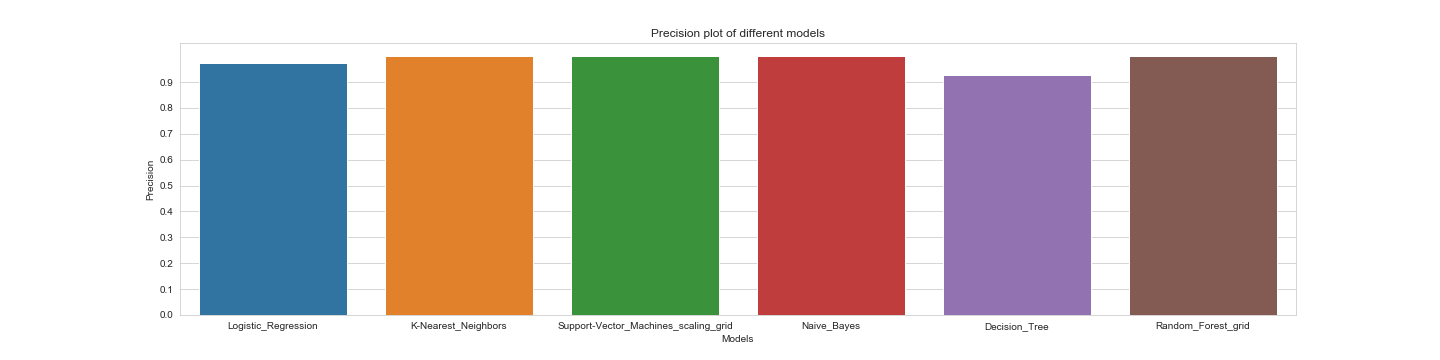 Precision plot of different models
0.9
0.8
0.7
0.6
0.5
0.4
0.3
0.2
0.1
0.0
Precision
Logistic_Regression K-Nearest_Neighbors Support-Vector_Machines_scaling_grid Naive_Bayes Decision_Tree Random_Forest_grid
Models